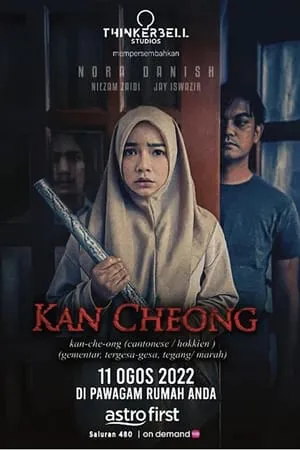 THINKERBELL
STUDIOS
mempersembahkan
NORA DANISH
NIEZAM ZAIDI JAY ISWAZIR
KAN CHEONG
kan-che-ong (cantonese / hokkien )
(gementar, tergesa-gesa, tegang/ marah)
11 OGOS 2022
DI PAWAGAM RUMAH ANDA
astro first
Saluran 480 | on demand